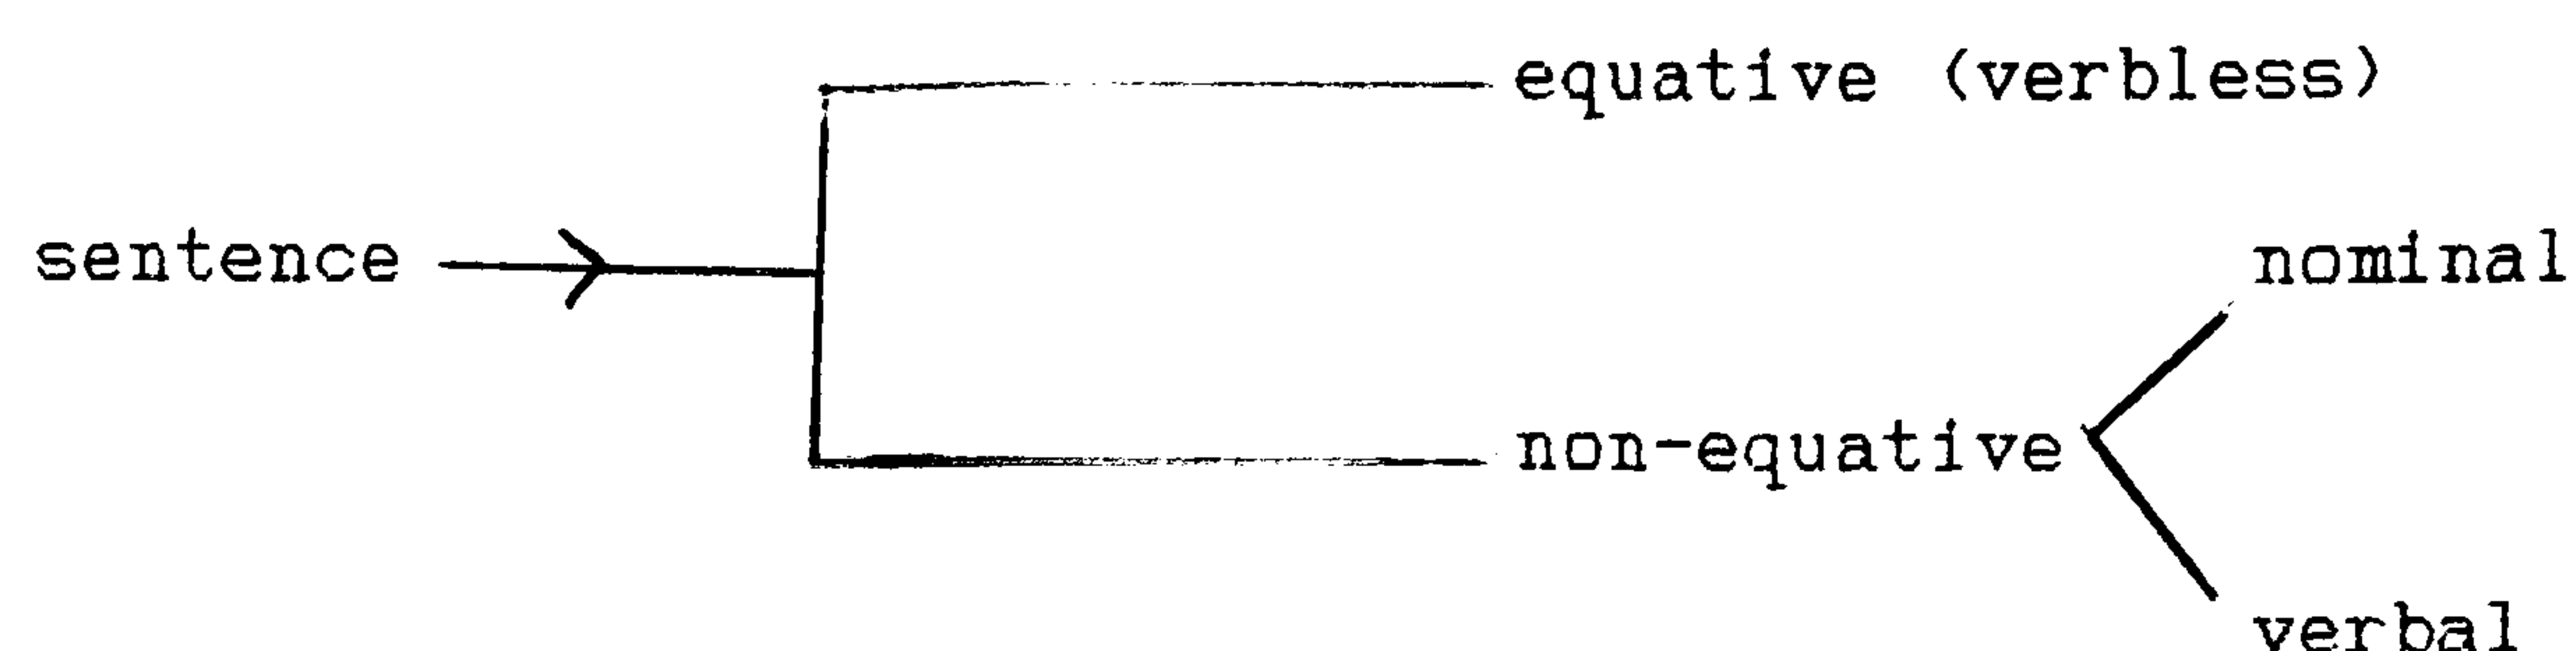 equative (verbless)
sentence
nominal
non-equative
verbal